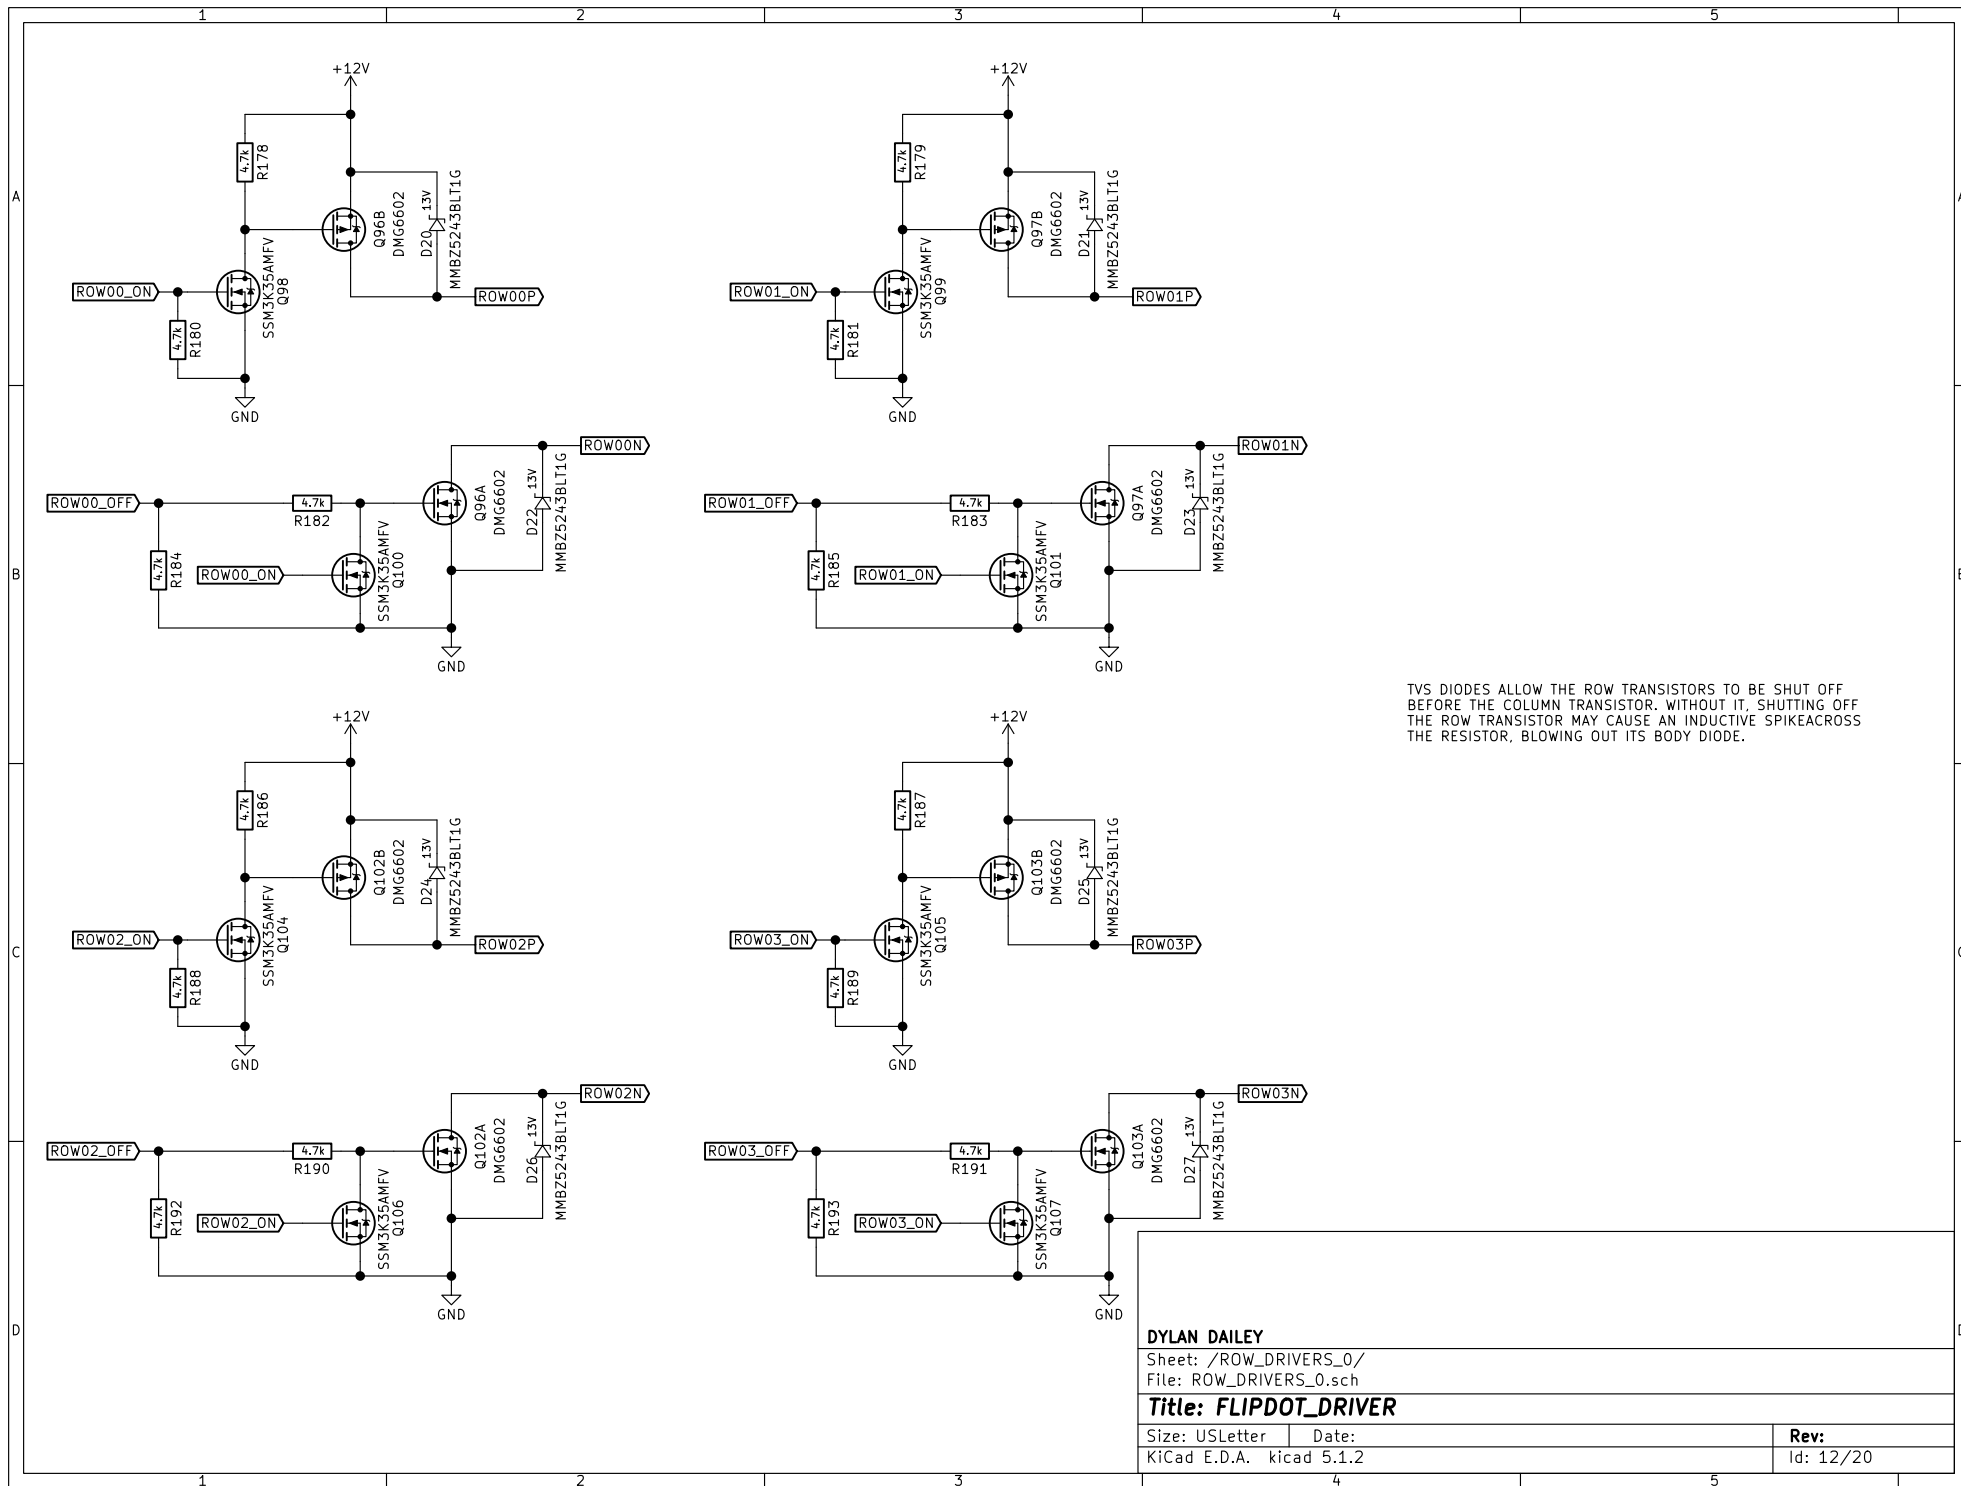 1 2 3 4 5
A
A
+12V
4.7k
R178
Q96B
DMG6602
D20
13V
MMBZ5243BLT1G
ROW00_ON
SSM3K35AMFV
Q98
4.7k
R180
ROW00P
GND
+12V
4.7k
R179
Q97B
DMG6602
D21
13V
MMBZ5243BLT1G
ROW01_ON
SSM3K35AMFV
Q99
4.7k
R181
ROW01P
GND
B
ROW00N
ROW00_OFF
4.7k
R182
Q96A
DMG6602
D22
13V
MMBZ5243BLT1G
4.7k
R184
ROW00_ON
SSM3K35AMFV
Q100
GND
ROW01N
ROW01_OFF
4.7k
R183
Q97A
DMG6602
D23
13V
MMBZ5243BLT1G
4.7k
R185
ROW01_ON
SSM3K35AMFV
Q101
GND
TVS DIODES ALLOW THE ROW TRANSISTORS TO BE SHUT OFF
BEFORE THE COLUMN TRANSISTOR. WITHOUT IT, SHUTTING OFF
THE ROW TRANSISTOR MAY CAUSE AN INDUCTIVE SPIKEACROSS
THE RESISTOR, BLOWING OUT ITS BODY DIODE.
+12V
4.7k
R186
Q102B
DMG6602
D24
13V
MMBZ5243BLT1G
C
ROW02_ON
SSM3K35AMFV
Q104
4.7k
R188
ROW02P
GND
+12V
4.7k
R187
Q103B
DMG6602
D25
13V
MMBZ5243BLT1G
ROW03_ON
SSM3K35AMFV
Q105
4.7k
R189
ROW03P
GND
ROW02N
ROW02_OFF
4.7k
R190
Q102A
DMG6602
D26
13V
MMBZ5243BLT1G
4.7k
R192
ROW02_ON
SSM3K35AMFV
Q106
GND
ROW03N
ROW03_OFF
4.7k
R191
Q103A
DMG6602
D27
13V
MMBZ5243BLT1G
4.7k
R193
ROW03_ON
SSM3K35AMFV
Q107
GND
D
DYLAN DAILEY
Sheet: /ROW_DRIVERS_0/
File: ROW_DRIVERS_0.sch
Title: FLIPDOT_DRIVER
Size: USLetter Date: Rev:
KiCad E.D.A. kicad 5.1.2 Id: 12/20
1 2 3 4 5